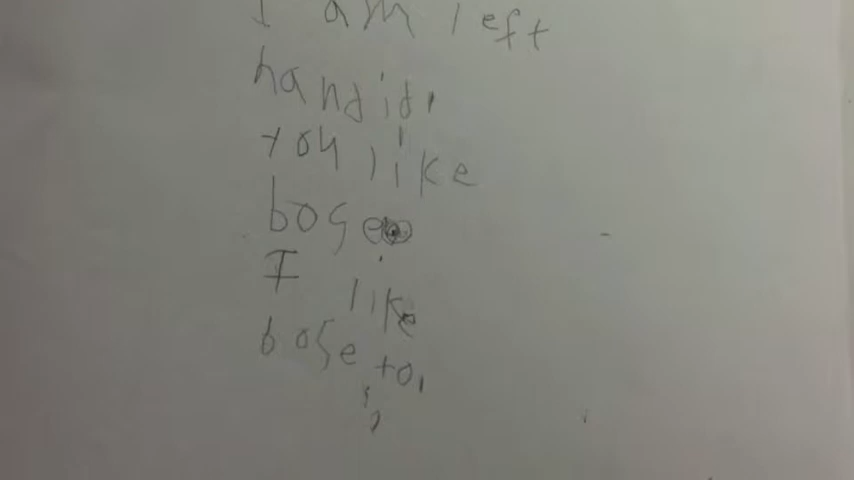 I am left
handid,
you like
bose
I like
bose to,